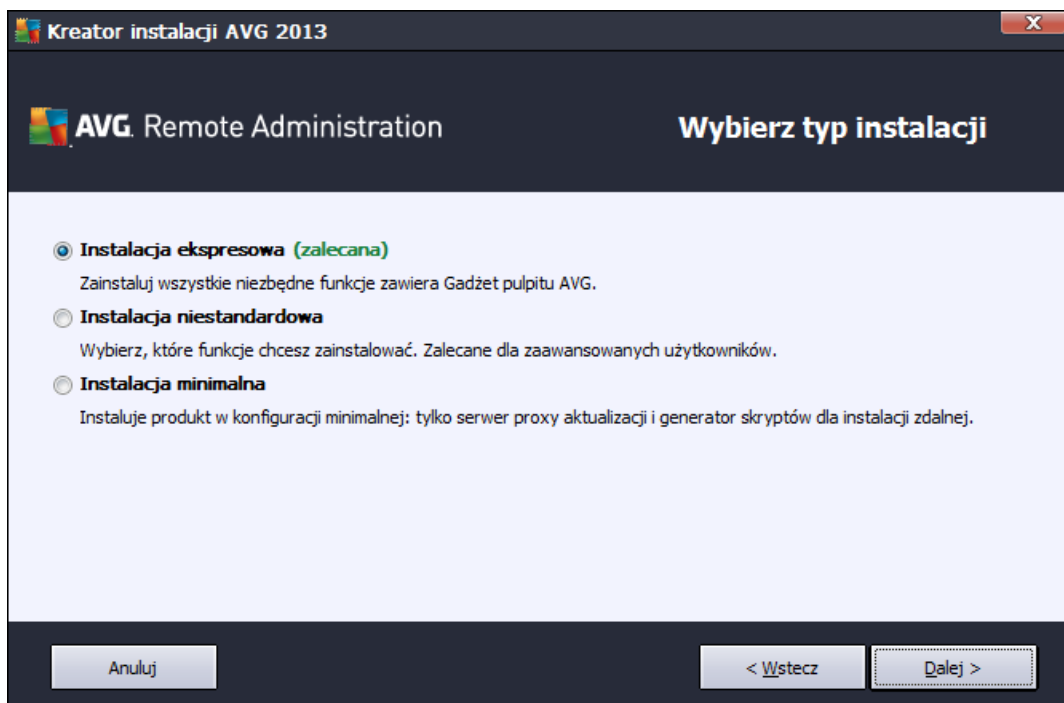 Kreator instalacji AVG 2013
X
AVG. Remote Administration
Wybierz typ instalacji
Instalacja ekspresowa (zalecana)
Zainstaluj wszystkie niezbędne funkcje zawiera Gadżet pulpitu AVG.
Instalacja niestandardowa
Wybierz, które funkcje chcesz zainstalować. Zalecane dla zaawansowanych użytkowników.
Instalacja minimalna
Instaluje produkt w konfiguracji minimalnej: tylko serwer proxy aktualizacji i generator skryptów dla instalacji zdalnej.
Anuluj
< Wstecz
Dalej >